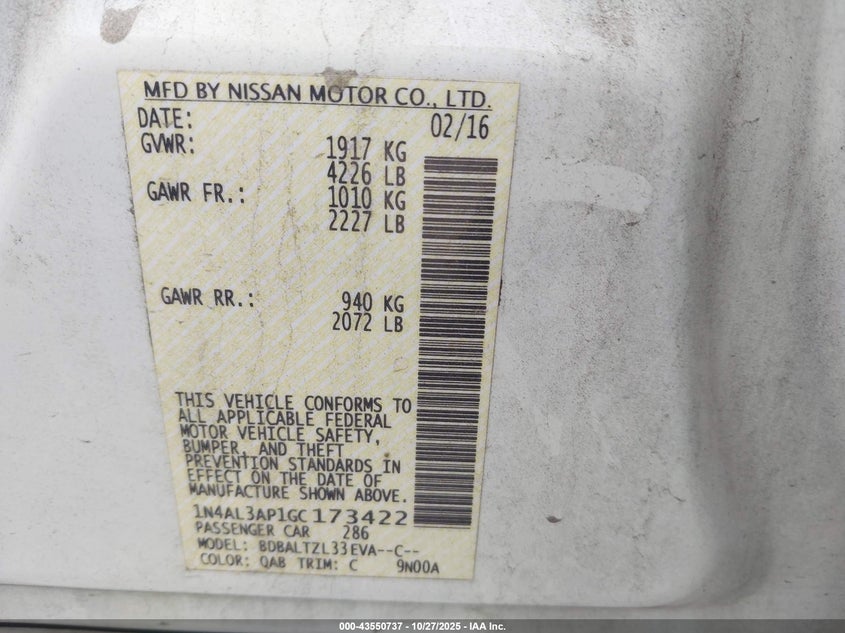 MFD BY NISSAN MOTOR CO., LTD.
DATE: 02/16
GVWR: 1917 KG
4226 LB
GAWR FR.: 1010 KG
2227 LB
GAWR RR.: 940 KG
2072 LB
THIS VEHICLE CONFORMS TO
ALL APPLICABLE FEDERAL
MOTOR VEHICLE SAFETY,
BUMPER, AND THEFT
PREVENTION STANDARDS IN
EFFECT ON THE DATE OF
MANUFACTURE SHOWN ABOVE.
1N4AL3AP1GC173422
PASSENGER CAR 286
MODEL: BDBALTZL33EVA--C--
COLOR: QAB TRIM: C 9N00A
000-43550737 - 10/27/2025 - IAA Inc.